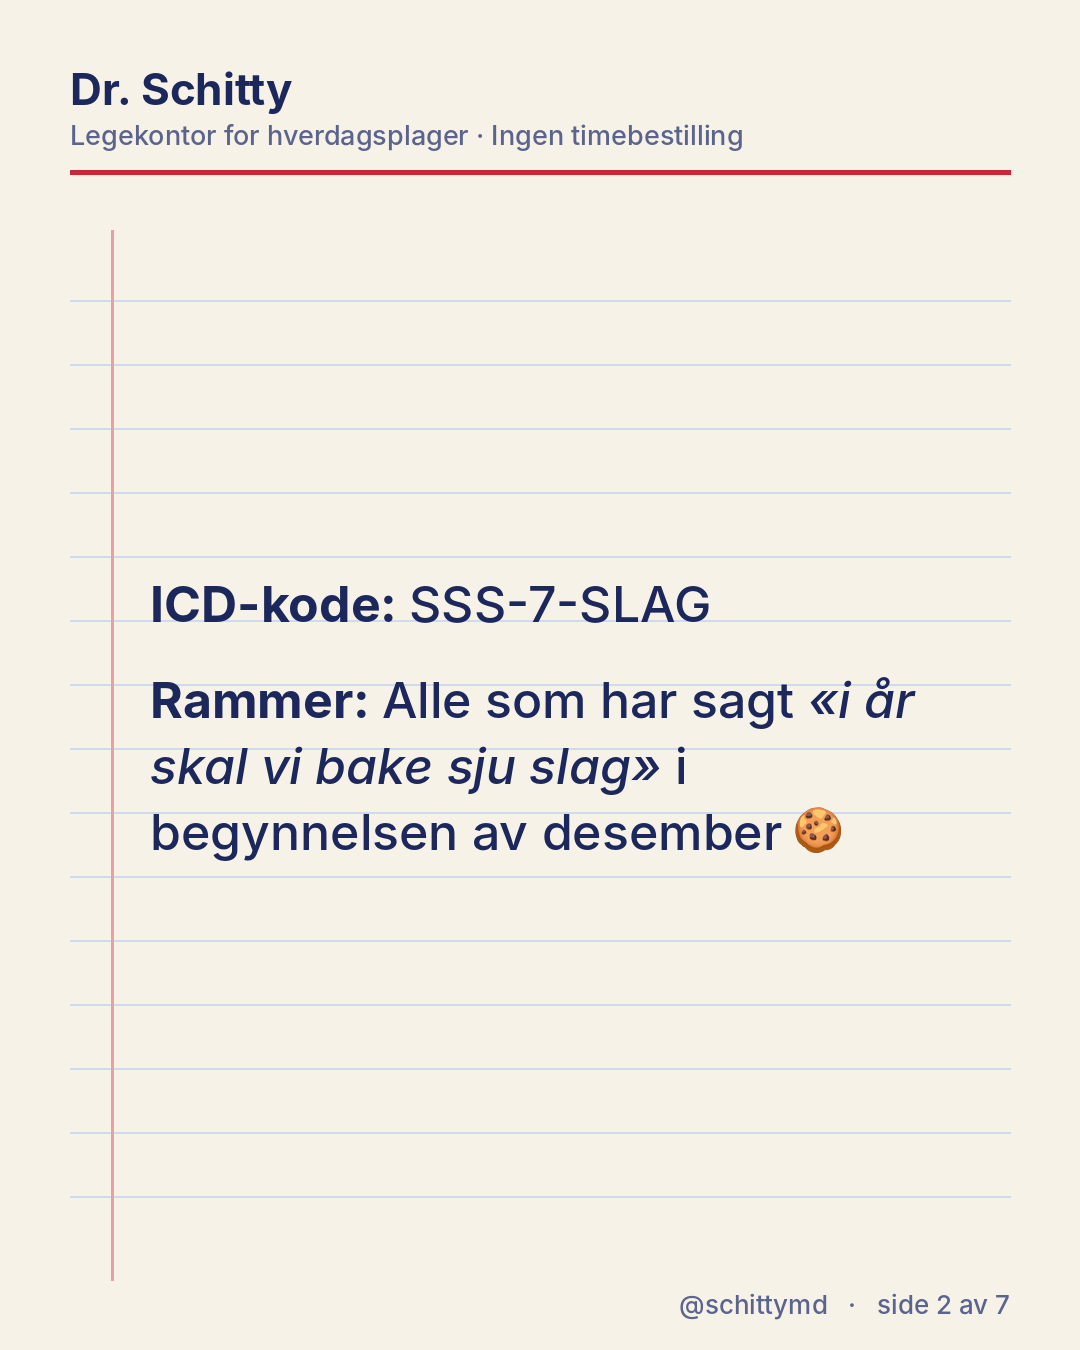 Dr. Schitty
Legekontor for hverdagsplager · Ingen timebestilling
ICD-kode: SSS-7-SLAG
Rammer: Alle som har sagt «i år
skal vi bake sju slag» i
begynnelsen av desember 🍪
@schittymd · side 2 av 7